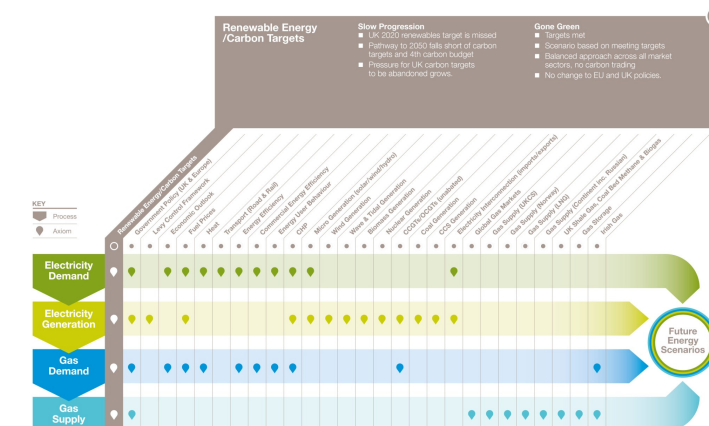 Renewable Energy
/Carbon Targets
Slow Progression
UK 2020 renewables target is missed
Pathway to 2050 falls short of carbon
targets and 4th carbon budget
Pressure for UK carbon targets
to be abandoned grows.
Gone Green
Targets met
Scenario based on meeting targets
Balanced approach across all market
sectors, no carbon trading
No change to EU and UK policies.
KEY
Process
Axiom
Renewable Energy/Carbon Targets
Government Policy (UK & Europe)
Levy Control Framework
Economic Outlook
Fuel Prices
Heat
Transport (Road & Rail)
Energy Efficiency
Commercial Energy Efficiency
Energy User Behaviour
CHP
Micro Generation (solar/wind/hydro)
Wind Generation
Wave & Tidal Generation
Biomass Generation
Nuclear Generation
CCGTs/OCGTs (unabated)
Coal Generation
CCS Generation
Electricity Interconnection (imports/exports)
Global Gas Markets
Gas Supply (UKCS)
Gas Supply (Norway)
Gas Supply (LNG)
Gas Supply (Continent inc. Russian)
UK Shale Gas, Coal Bed Methane & Biogas
Gas Storage
Irish Gas
Electricity
Demand
Electricity
Generation
Gas
Demand
Gas
Supply
Future
Energy
Scenarios